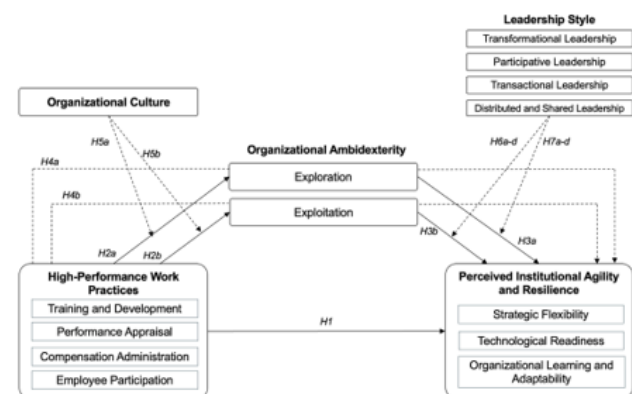 Leadership Style
Transformational Leadership
Participative Leadership
Transactional Leadership
Distributed and Shared Leadership
Organizational Culture
H5a
H5b
H6a-d
H7a-d
Organizational Ambidexterity
H4a
Exploration
H4b
Exploitation
H2a
H2b
H3b
H3a
High-Performance Work
Practices
Training and Development
Performance Appraisal
Compensation Administration
Employee Participation
H1
Perceived Institutional Agility
and Resilience
Strategic Flexibility
Technological Readiness
Organizational Learning and
Adaptability